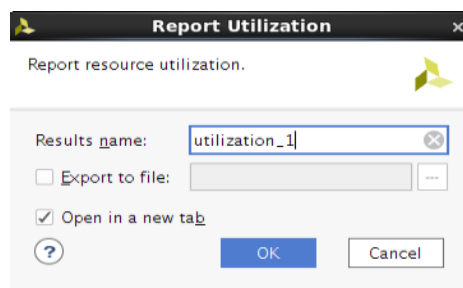 Report Utilization
Report resource utilization.
Results name: utilization_1
Export to file:
Open in a new tab
? OK Cancel